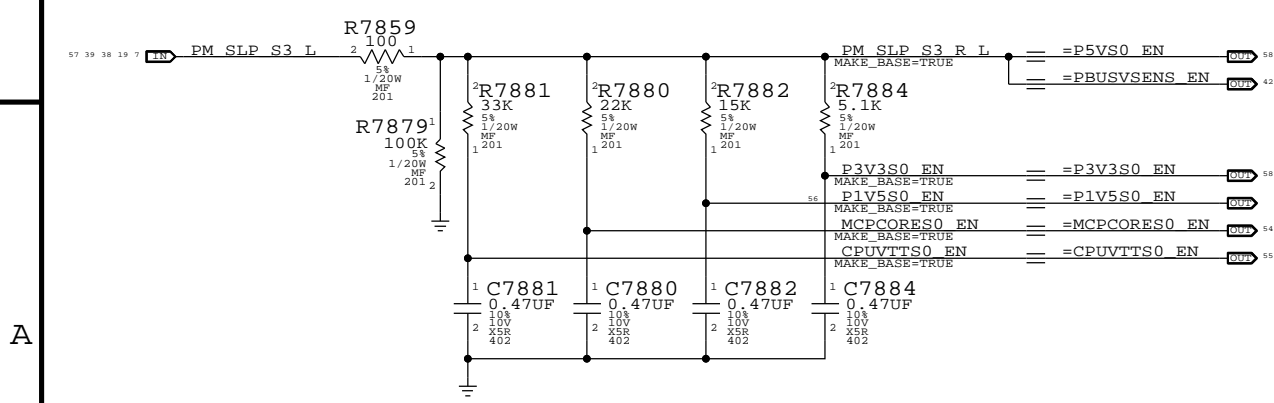 R7859
100
57 39 38 19 7 IN PM_SLP_S3_L 2 1
5%
1/20W
MF
201
PM_SLP_S3_R_L
MAKE_BASE=TRUE
=P5VS0_EN OUT 58
=PBUSVSENS_EN OUT 42
2 R7881
33K
5%
1/20W
MF
201
1
2 R7880
22K
5%
1/20W
MF
201
1
2 R7882
15K
5%
1/20W
MF
201
1
2 R7884
5.1K
5%
1/20W
MF
201
1
R7879 1
100K
5%
1/20W
MF
201 2
P3V3S0_EN
MAKE_BASE=TRUE
=P3V3S0_EN OUT 58
56 P1V5S0_EN
MAKE_BASE=TRUE
=P1V5S0_EN OUT
MCPCORES0_EN
MAKE_BASE=TRUE
=MCPCORES0_EN OUT 54
CPUVTTS0_EN
MAKE_BASE=TRUE
=CPUVTTS0_EN OUT 55
1 C7881
0.47UF
10%
10V
2 X5R
402
1 C7880
0.47UF
10%
10V
2 X5R
402
1 C7882
0.47UF
10%
10V
2 X5R
402
1 C7884
0.47UF
10%
10V
2 X5R
402
A